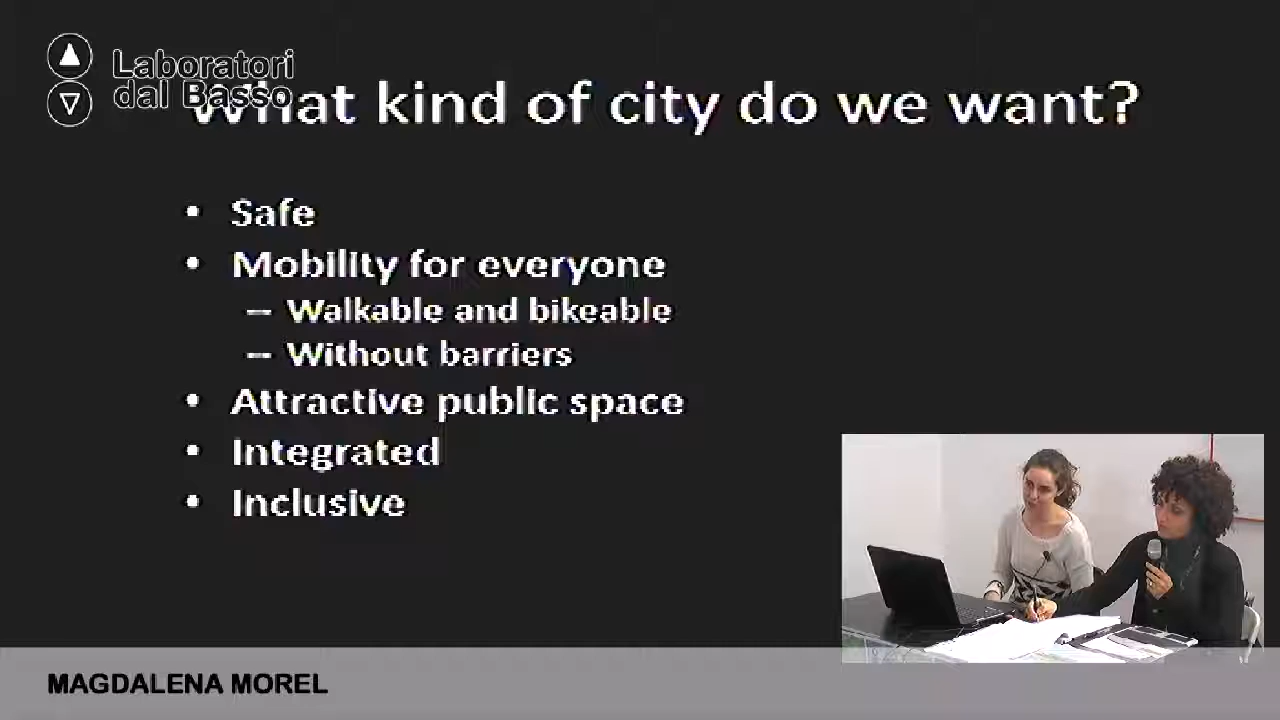 Laboratori
dal Basso
What kind of city do we want?
• Safe
• Mobility for everyone
– Walkable and bikeable
– Without barriers
• Attractive public space
• Integrated
• Inclusive
MAGDALENA MOREL